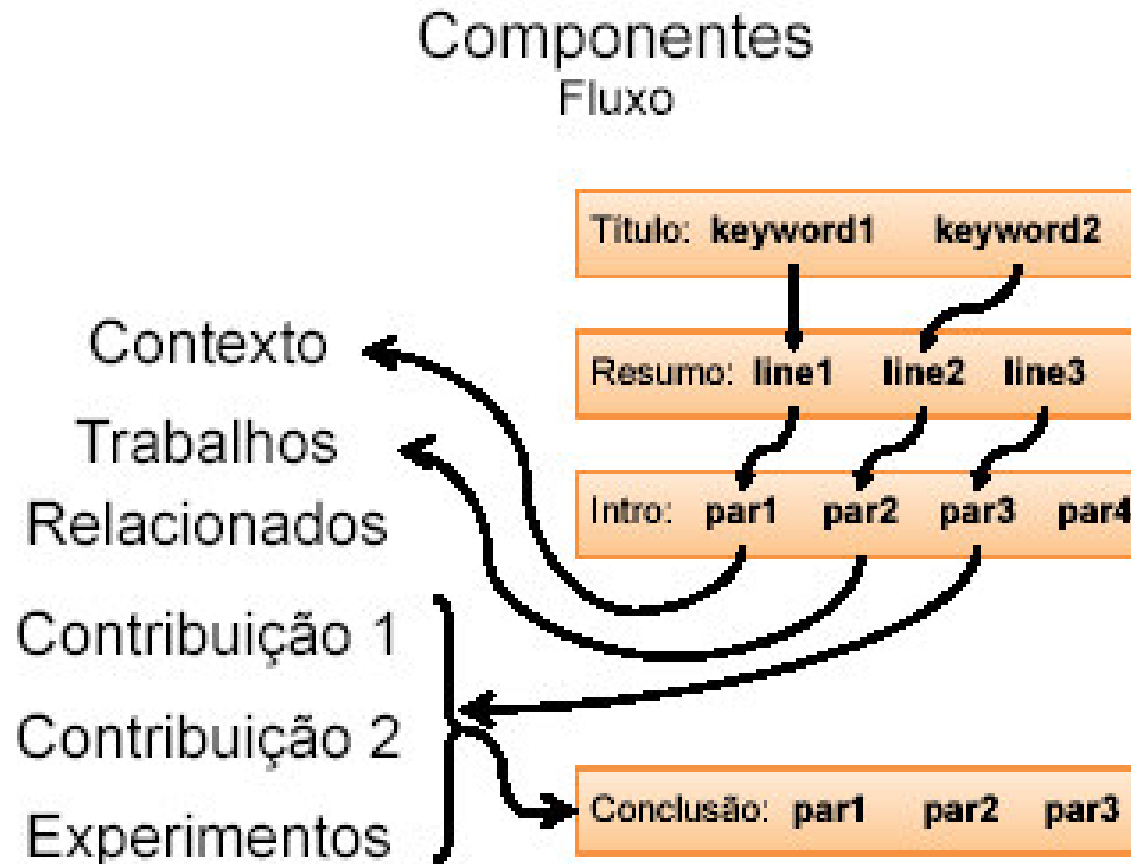 Componentes
Fluxo
Título: keyword1 keyword2
Resumo: line1 line2 line3
Intro: par1 par2 par3 par4
Contexto
Trabalhos
Relacionados
Contribuição 1
Contribuição 2
Experimentos
Conclusão: par1 par2 par3